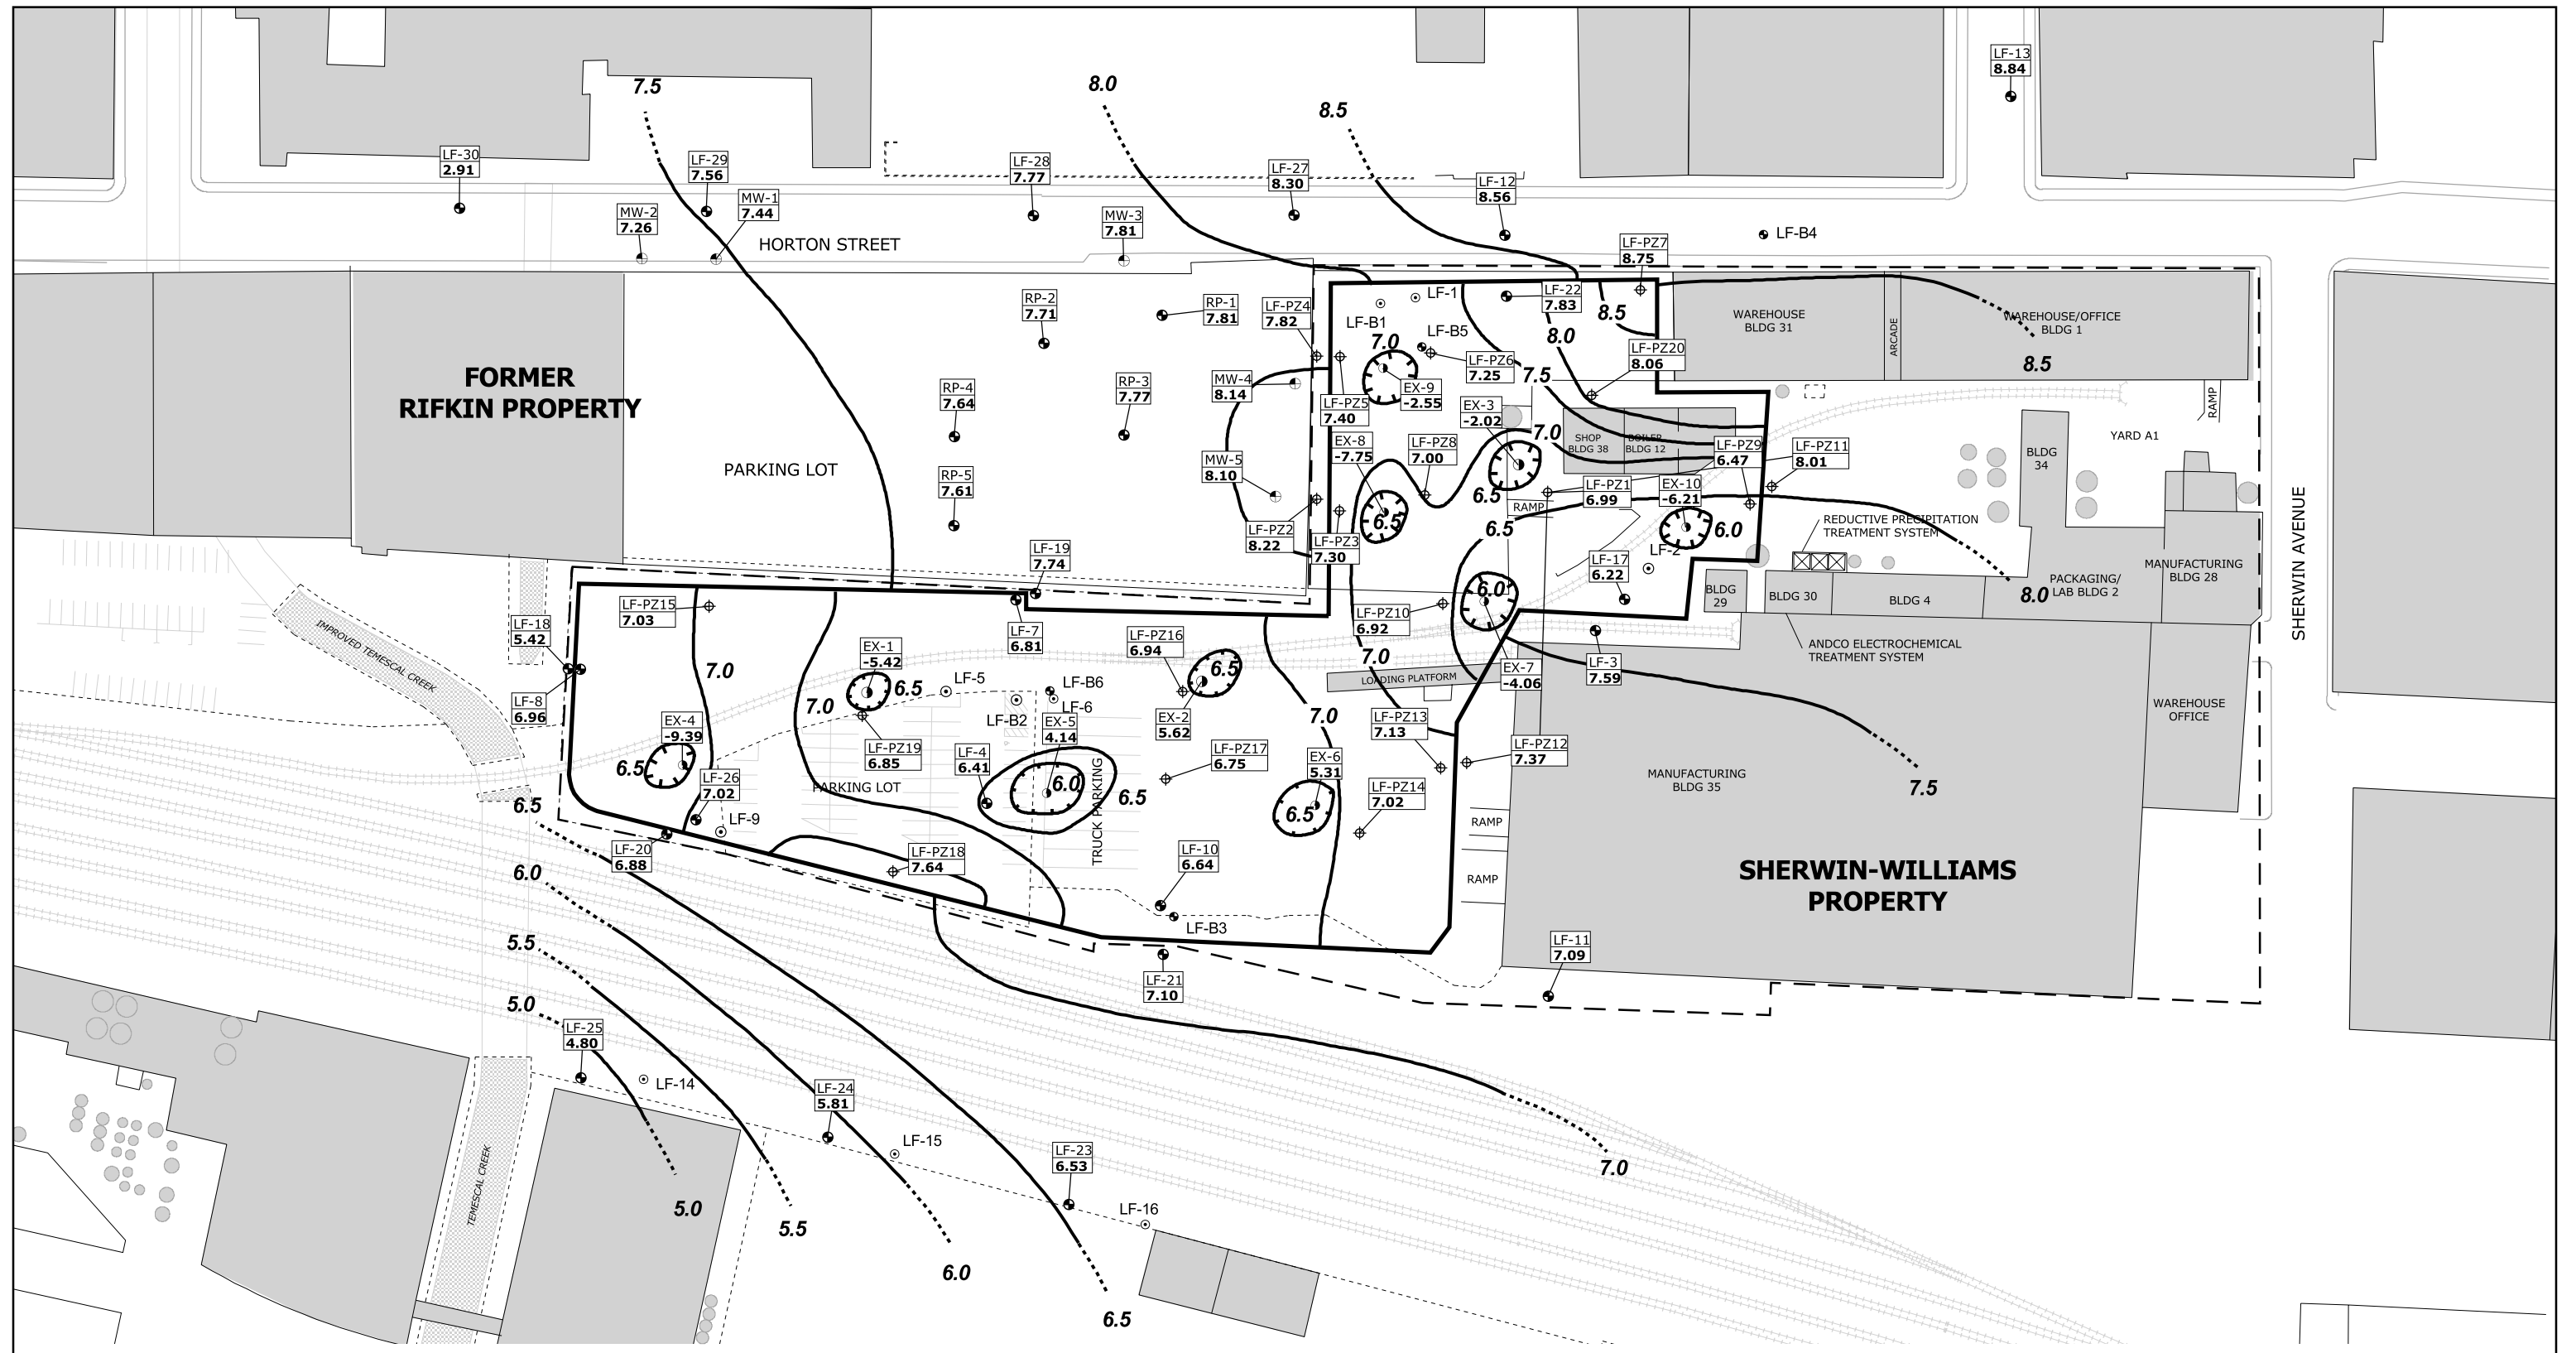 LF-13
8.84
7.5
8.0
8.5
LF-30
2.91
LF-29
7.56
LF-28
7.77
LF-27
8.30
LF-12
8.56
MW-2
7.26
MW-1
7.44
MW-3
7.81
HORTON STREET
LF-B4
LF-PZ7
8.75
RP-2
7.71
RP-1
7.81
LF-PZ4
7.82
LF-1
LF-22
7.83
8.5
LF-B1
LF-B5
7.0
8.0
WAREHOUSE
BLDG 31
ARCADE
WAREHOUSE/OFFICE
BLDG 1
8.5
FORMER
RIFKIN PROPERTY
RP-4
7.64
RP-3
7.77
MW-4
8.14
LF-PZ5
7.40
EX-9
-2.55
LF-PZ6
7.25
7.5
LF-PZ20
8.06
EX-3
-2.02
RAMP
YARD A1
PARKING LOT
MW-5
8.10
EX-8
-7.75
LF-PZ8
7.00
7.0
SHOP
BLDG 38
BOILER
BLDG 12
LF-PZ9
6.47
LF-PZ11
8.01
BLDG
34
RP-5
7.61
6.5
6.5
RAMP
LF-PZ1
6.99
EX-10
-6.21
6.0
SHERWIN AVENUE
LF-PZ2
8.22
LF-PZ3
7.30
6.5
REDUCTIVE PRECIPITATION
TREATMENT SYSTEM
LF-19
7.74
LF-17
6.22
LF-2
6.0
BLDG
29
BLDG 30
BLDG 4
PACKAGING/
LAB BLDG 2
MANUFACTURING
BLDG 28
8.0
IMPROVED TEMESCAL CREEK
LF-18
5.42
LF-PZ15
7.03
LF-7
6.81
LF-PZ16
6.94
LF-PZ10
6.92
7.0
LOADING PLATFORM
EX-7
-4.06
LF-3
7.59
ANDCO ELECTROCHEMICAL
TREATMENT SYSTEM
LF-8
6.96
7.0
EX-1
-5.42
6.5
LF-5
LF-B6
LF-6
6.5
WAREHOUSE
OFFICE
EX-4
-9.39
7.0
LF-B2
EX-5
4.14
EX-2
5.62
7.0
LF-PZ13
7.13
LF-PZ12
7.37
LF-PZ19
6.85
LF-4
6.41
LF-PZ17
6.75
EX-6
5.31
6.5
LF-26
7.02
PARKING LOT
6.0
6.5
TRUCK PARKING
6.5
LF-PZ14
7.02
MANUFACTURING
BLDG 35
7.5
6.5
LF-9
RAMP
LF-20
6.88
LF-PZ18
7.64
LF-10
6.64
RAMP
SHERWIN-WILLIAMS
PROPERTY
6.0
LF-B3
5.5
LF-11
7.09
LF-21
7.10
5.0
LF-25
4.80
LF-14
LF-24
5.81
LF-15
LF-23
6.53
7.0
TEMESCAL CREEK
5.0
5.5
LF-16
6.0
6.5